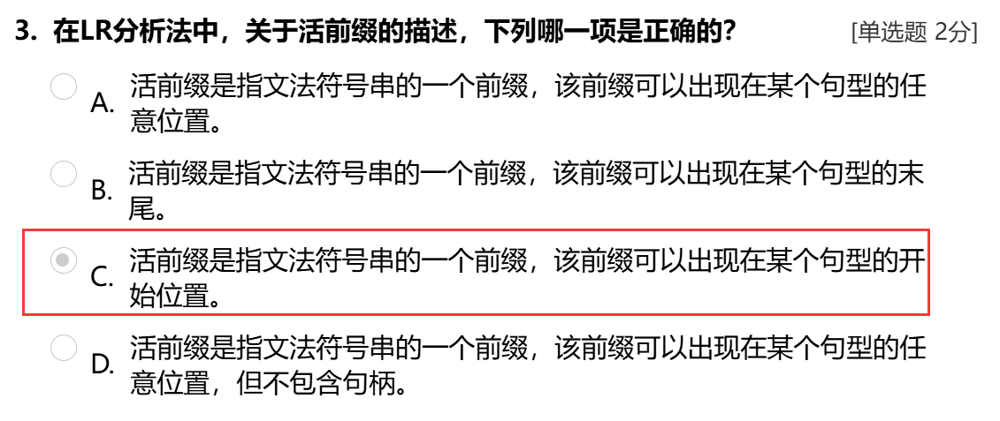 3. 在LR分析法中，关于活前缀的描述，下列哪一项是正确的？ [单选题 2分]
A. 活前缀是指文法符号串的一个前缀，该前缀可以出现在某个句型的任
意位置。
B. 活前缀是指文法符号串的一个前缀，该前缀可以出现在某个句型的末
尾。
C. 活前缀是指文法符号串的一个前缀，该前缀可以出现在某个句型的开
始位置。
D. 活前缀是指文法符号串的一个前缀，该前缀可以出现在某个句型的任
意位置，但不包含句柄。